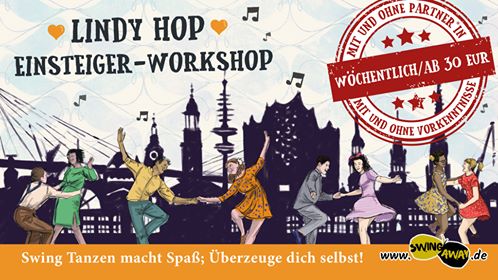 LINDY HOP
EINSTEIGER-WORKSHOP
MIT UND OHNE PARTNER*IN
WÖCHENTLICH/AB 30 EUR
MIT UND OHNE VORKENNTNISSE
Swing Tanzen macht Spaß; Überzeuge dich selbst!
www.SWINGAWAY.de